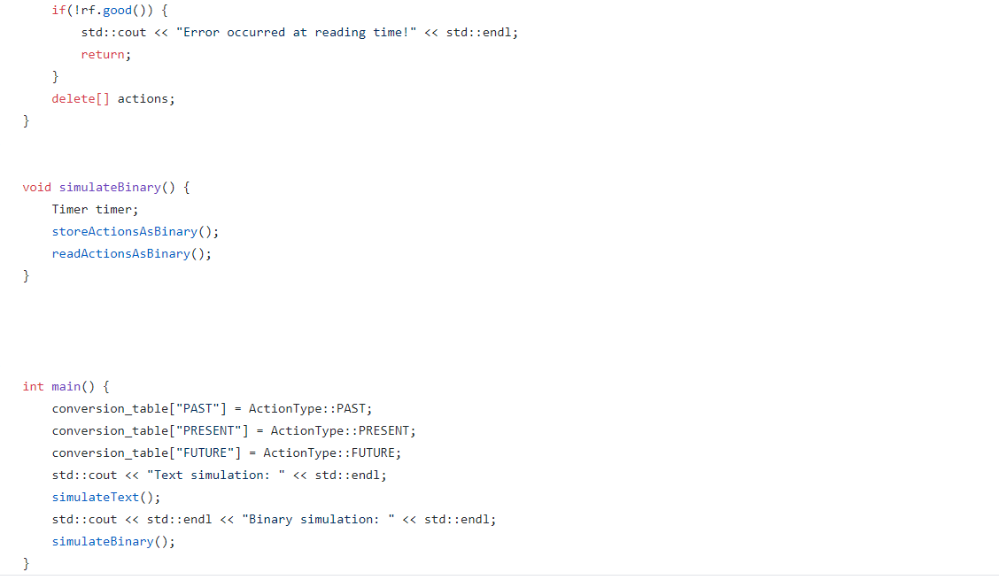 if(!rf.good()) {
        std::cout << "Error occurred at reading time!" << std::endl;
        return;
    }
    delete[] actions;
}
void simulateBinary() {
    Timer timer;
    storeActionsAsBinary();
    readActionsAsBinary();
}
int main() {
    conversion_table["PAST"] = ActionType::PAST;
    conversion_table["PRESENT"] = ActionType::PRESENT;
    conversion_table["FUTURE"] = ActionType::FUTURE;
    std::cout << "Text simulation: " << std::endl;
    simulateText();
    std::cout << std::endl << "Binary simulation: " << std::endl;
    simulateBinary();
}